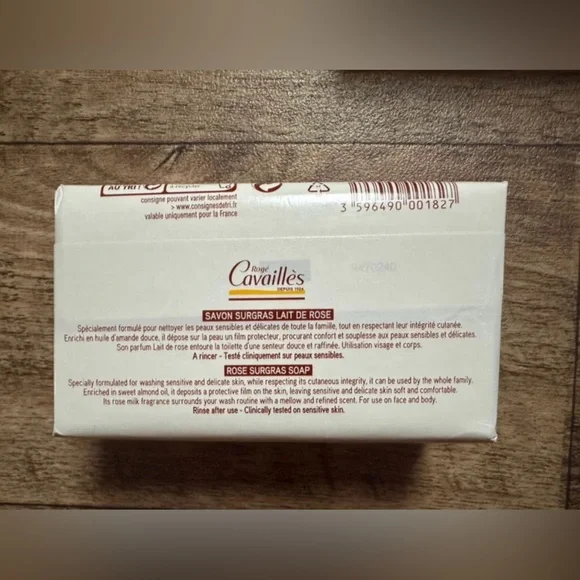 AU TRI !
à recycler
consigne pouvant varier localement
> www.consignesdetri.fr
valable uniquement pour la France
3 596490 001827
Rogé
Cavaillès
DEPUIS 1924
SAVON SURGRAS LAIT DE ROSE
Spécialement formulé pour nettoyer les peaux sensibles et délicates de toute la famille, tout en respectant leur intégrité cutanée.
Enrichi en huile d'amande douce, il dépose sur la peau un film protecteur, procurant confort et souplesse aux peaux sensibles et délicates.
Son parfum Lait de rose entoure la toilette d'une senteur douce et raffinée. Utilisation visage et corps.
A rincer - Testé cliniquement sur peaux sensibles.
ROSE SURGRAS SOAP
Specially formulated for washing sensitive and delicate skin, while respecting its cutaneous integrity, it can be used by the whole family.
Enriched in sweet almond oil, it deposits a protective film on the skin, leaving sensitive and delicate skin soft and comfortable.
Its rose milk fragrance surrounds your wash routine with a mellow and refined scent. For use on face and body.
Rinse after use - Clinically tested on sensitive skin.